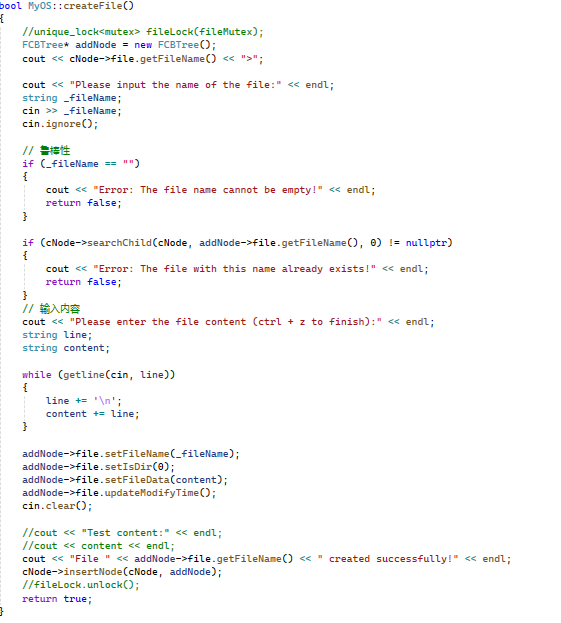 bool MyOS::createFile()
{
    //unique_lock<mutex> fileLock(fileMutex);
    FCBTree* addNode = new FCBTree();
    cout << cNode->file.getFileName() << ">";

    cout << "Please input the name of the file:" << endl;
    string _fileName;
    cin >> _fileName;
    cin.ignore();

    // 鲁棒性
    if (_fileName == "")
    {
        cout << "Error: The file name cannot be empty!" << endl;
        return false;
    }

    if (cNode->searchChild(cNode, addNode->file.getFileName(), 0) != nullptr)
    {
        cout << "Error: The file with this name already exists!" << endl;
        return false;
    }
    // 输入内容
    cout << "Please enter the file content (ctrl + z to finish):" << endl;
    string line;
    string content;

    while (getline(cin, line))
    {
        line += '\n';
        content += line;
    }

    addNode->file.setFileName(_fileName);
    addNode->file.setIsDir(0);
    addNode->file.setFileData(content);
    addNode->file.updateModifyTime();
    cin.clear();

    //cout << "Test content:" << endl;
    //cout << content << endl;
    cout << "File " << addNode->file.getFileName() << " created successfully!" << endl;
    cNode->insertNode(cNode, addNode);
    //fileLock.unlock();
    return true;
}